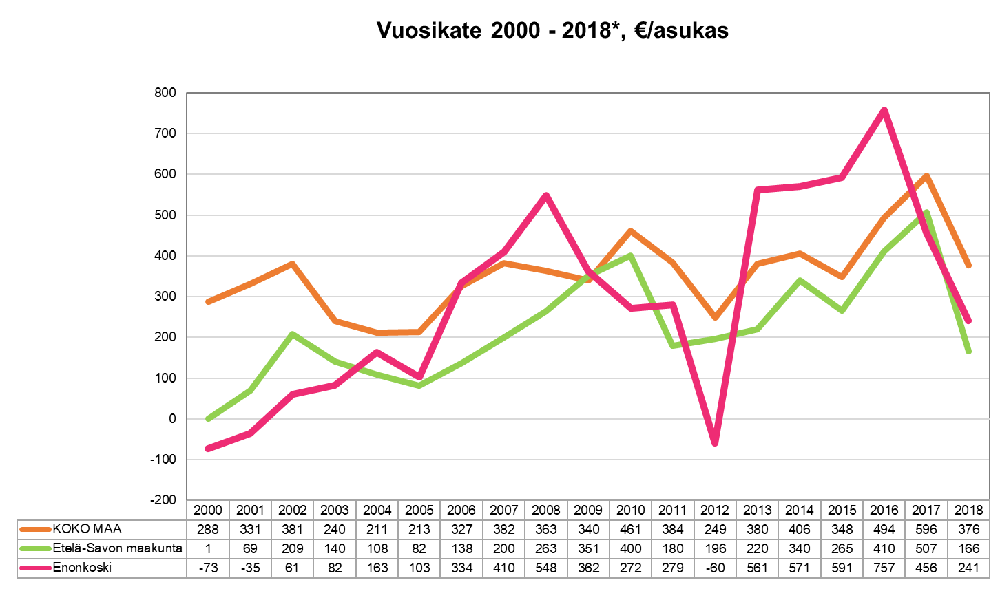 Vuosikate 2000 - 2018*, €/asukas
800
700
600
500
400
300
200
100
0
-100
-200
2000 2001 2002 2003 2004 2005 2006 2007 2008 2009 2010 2011 2012 2013 2014 2015 2016 2017 2018
KOKO MAA 288 331 381 240 211 213 327 382 363 340 461 384 249 380 406 348 494 596 376
Etelä-Savon maakunta 1 69 209 140 108 82 138 200 263 351 400 180 196 220 340 265 410 507 166
Enonkoski -73 -35 61 82 163 103 334 410 548 362 272 279 -60 561 571 591 757 456 241